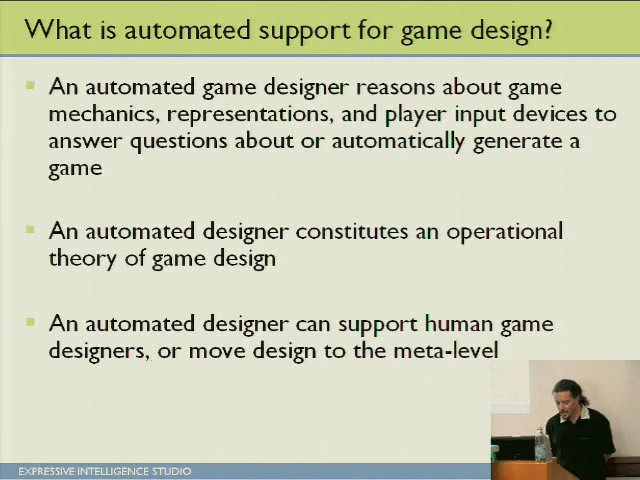 What is automated support for game design?
An automated game designer reasons about game
mechanics, representations, and player input devices to
answer questions about or automatically generate a
game
An automated designer constitutes an operational
theory of game design
An automated designer can support human game
designers, or move design to the meta-level
EXPRESSIVE INTELLIGENCE STUDIO